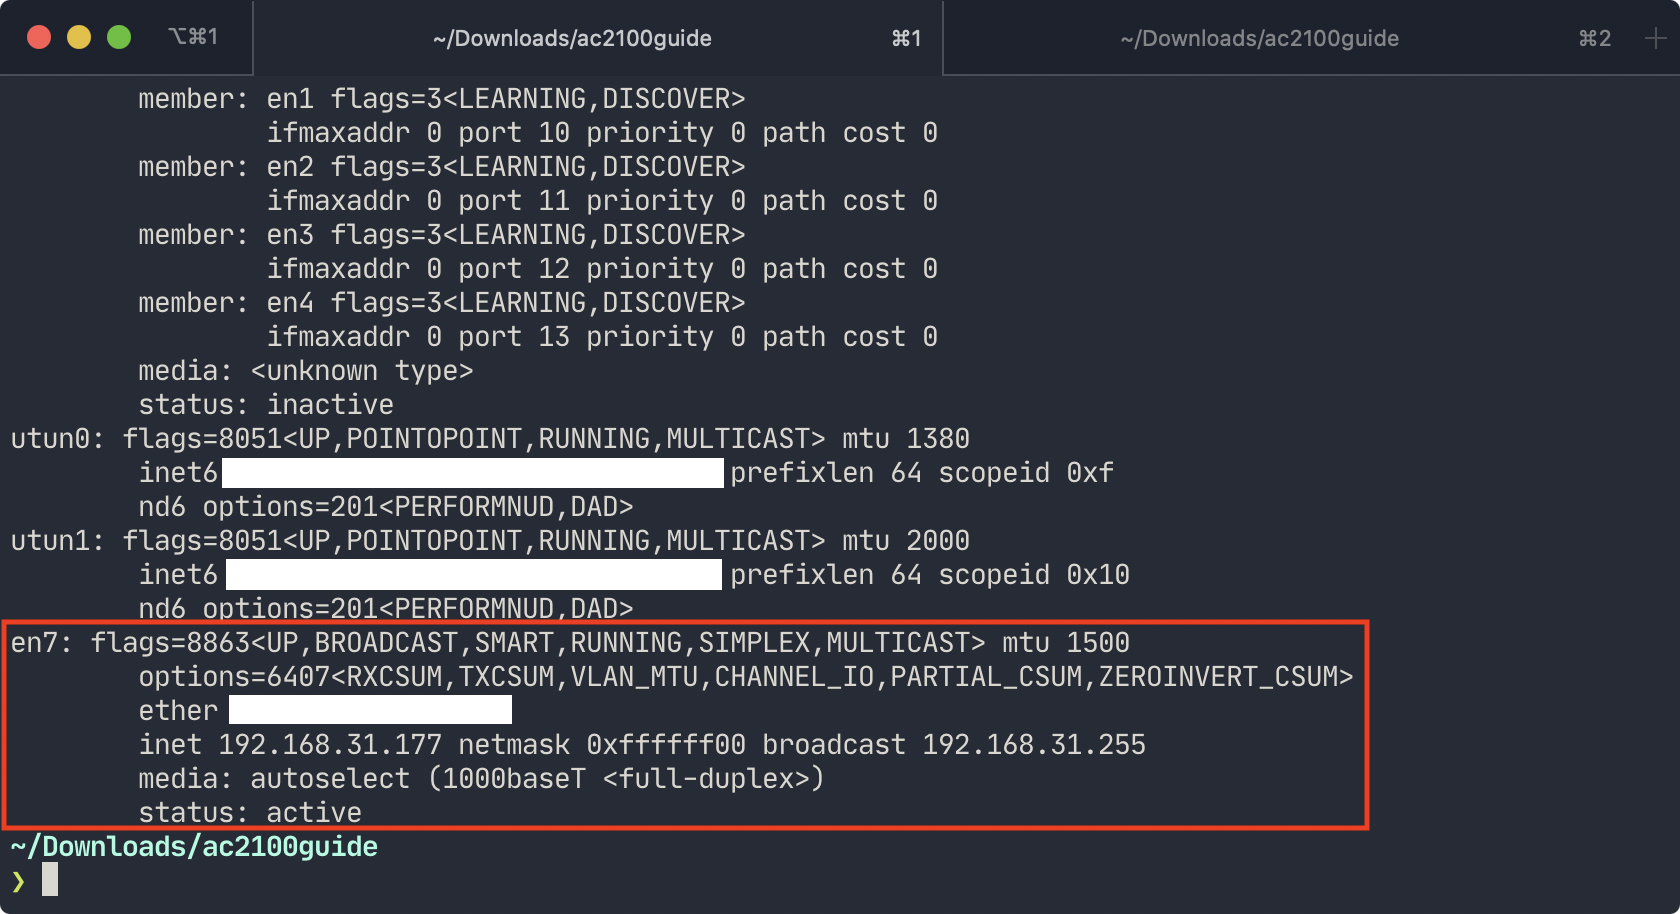 ⌥⌘1 ~/Downloads/ac2100guide ⌘1 ~/Downloads/ac2100guide ⌘2 +
member: en1 flags=3<LEARNING,DISCOVER>
ifmaxaddr 0 port 10 priority 0 path cost 0
member: en2 flags=3<LEARNING,DISCOVER>
ifmaxaddr 0 port 11 priority 0 path cost 0
member: en3 flags=3<LEARNING,DISCOVER>
ifmaxaddr 0 port 12 priority 0 path cost 0
member: en4 flags=3<LEARNING,DISCOVER>
ifmaxaddr 0 port 13 priority 0 path cost 0
media: <unknown type>
status: inactive
utun0: flags=8051<UP,POINTOPOINT,RUNNING,MULTICAST> mtu 1380
inet6 prefixlen 64 scopeid 0xf
nd6 options=201<PERFORMNUD,DAD>
utun1: flags=8051<UP,POINTOPOINT,RUNNING,MULTICAST> mtu 2000
inet6 prefixlen 64 scopeid 0x10
nd6 options=201<PERFORMNUD,DAD>
en7: flags=8863<UP,BROADCAST,SMART,RUNNING,SIMPLEX,MULTICAST> mtu 1500
options=6407<RXCSUM,TXCSUM,VLAN_MTU,CHANNEL_IO,PARTIAL_CSUM,ZEROINVERT_CSUM>
ether
inet 192.168.31.177 netmask 0xffffff00 broadcast 192.168.31.255
media: autoselect (1000baseT <full-duplex>)
status: active
~/Downloads/ac2100guide
❯